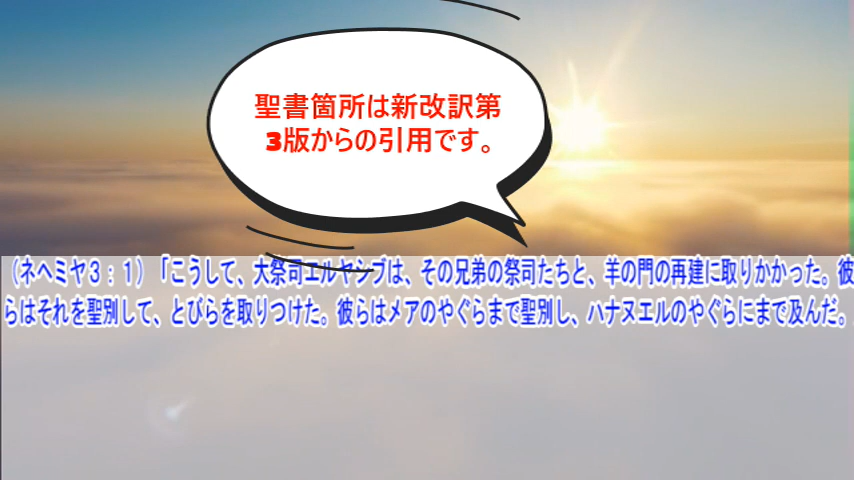 聖書箇所は新改訳第
3版からの引用です。
（ネヘミヤ３：１）「こうして、大祭司エルヤシブは、その兄弟の祭司たちと、羊の門の再建に取りかかった。彼
らはそれを聖別して、とびらを取りつけた。彼らはメアのやぐらまで聖別し、ハナヌエルのやぐらにまで及んだ。